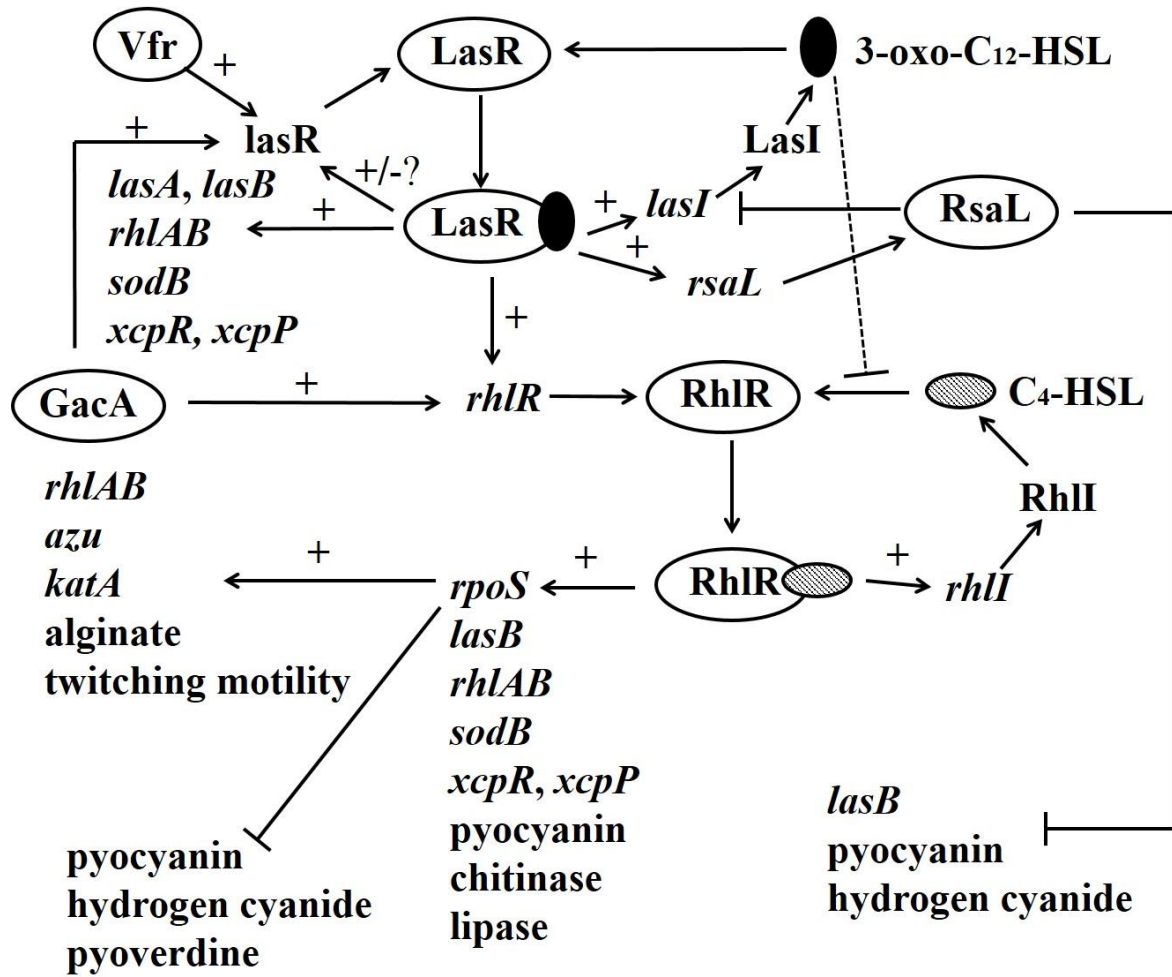 Vfr
LasR
3-oxo-C12-HSL
+
+
lasR
LasI
+/-?
lasA, lasB
+
LasR
+
lasI
RsaL
rhlAB
+
rsaL
sodB
xcpR, xcpP
+
GacA
+
rhlR
RhlR
C4-HSL
rhlAB
azu
katA
alginate
twitching motility
+
rpoS
+
RhlR
+
rhlI
RhlI
lasB
rhlAB
sodB
xcpR, xcpP
pyocyanin
chitinase
lipase
pyocyanin
hydrogen cyanide
pyoverdine
lasB
pyocyanin
hydrogen cyanide